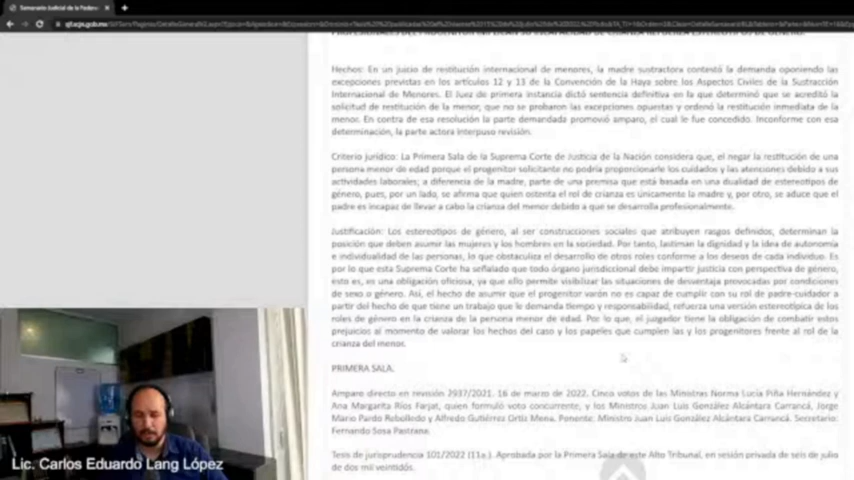 Semanario Judicial de la Federac
sjf.scjn.gob.mx
PROFESIONALES DEL PROGENITOR
Hechos: En un juicio de restitución internacional de menores, la madre sustractora contestó la demanda oponiendo las
excepciones previstas en los artículos 12 y 13 de la Convención de la Haya sobre los Aspectos Civiles de la Sustracción
Internacional de Menores. El Juez de primera instancia dictó sentencia definitiva en la que determinó que se acreditó la
solicitud de restitución de la menor, que no se probaron las excepciones opuestas y ordenó la restitución inmediata de la
menor. En contra de esa resolución la parte demandada promovió amparo, el cual le fue concedido. Inconforme con esa
determinación, la parte actora interpuso revisión.
Criterio jurídico: La Primera Sala de la Suprema Corte de Justicia de la Nación considera que, el negar la restitución de una
persona menor de edad porque el progenitor solicitante no podría proporcionarle los cuidados y las atenciones debido a sus
actividades laborales, a diferencia de la madre, parte de una premisa que está basada en una dualidad de estereotipos de
género, pues, por un lado, se afirma que quien ostenta el rol de crianza es únicamente la madre y, por otro, se aduce que el
padre es incapaz de llevar a cabo la crianza del menor debido a que se desarrolla profesionalmente.
Justificación: Los estereotipos de género, al ser construcciones sociales que atribuyen rasgos definidos, determinan la
posición que deben asumir las mujeres y los hombres en la sociedad. Por tanto, lastiman la dignidad y la idea de autonomía
e individualidad de las personas, lo que obstaculiza el desarrollo de otros roles conforme a los deseos de cada individuo. Es
por lo que esta Suprema Corte ha señalado que todo órgano jurisdiccional debe impartir justicia con perspectiva de género,
esto es, es una obligación oficiosa, ya que ello permite visibilizar las situaciones de desventaja provocadas por condiciones
de sexo o género. Así, el hecho de asumir que el progenitor varón no es capaz de cumplir con su rol de padre-cuidador a
partir del hecho de que tiene un trabajo que le demanda tiempo y responsabilidad, refuerza una versión estereotípica de los
roles de género en la crianza de la persona menor de edad. Por lo que, el juzgador tiene la obligación de combatir estos
prejuicios al momento de valorar los hechos del caso y los papeles que cumplen las y los progenitores frente al rol de la
crianza del menor.
PRIMERA SALA.
Amparo directo en revisión 2937/2021. 16 de marzo de 2022. Cinco votos de las Ministras Norma Lucía Piña Hernández y
Ana Margarita Ríos Farjat, quien formuló voto concurrente, y los Ministros Juan Luis González Alcántara Carrancá, Jorge
Mario Pardo Rebolledo y Alfredo Gutiérrez Ortiz Mena. Ponente: Ministro Juan Luis González Alcántara Carrancá. Secretario:
Fernando Sosa Pastrana.
Tesis de jurisprudencia 101/2022 (11a.). Aprobada por la Primera Sala de este Alto Tribunal, en sesión privada de seis de julio
de dos mil veintidós.
Lic. Carlos Eduardo Lang López